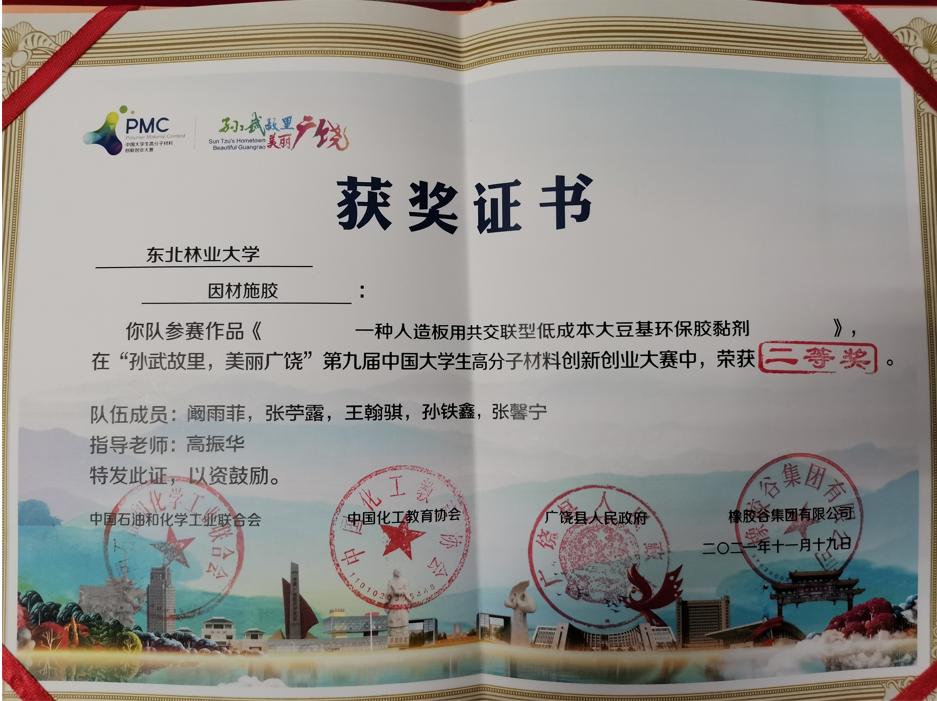 PMC
Polymer Material Contest
中国大学生高分子材料
创新创业大赛
孙武故里
美丽广饶
Sun Tzu's Hometown
Beautiful Guangrao
获奖证书
东北林业大学
因材施胶：
你队参赛作品《 一种人造板用共交联型低成本大豆基环保胶黏剂 》，
在“孙武故里，美丽广饶”第九届中国大学生高分子材料创新创业大赛中，荣获 二等奖 。
队伍成员：阚雨菲，张苧露，王翰骐，孙铁鑫，张馨宁
指导老师：高振华
特发此证，以资鼓励。
中国石油和化学工业联合会 中国化工教育协会 广饶县人民政府 橡胶谷集团有限公司
二〇二一年十一月十九日